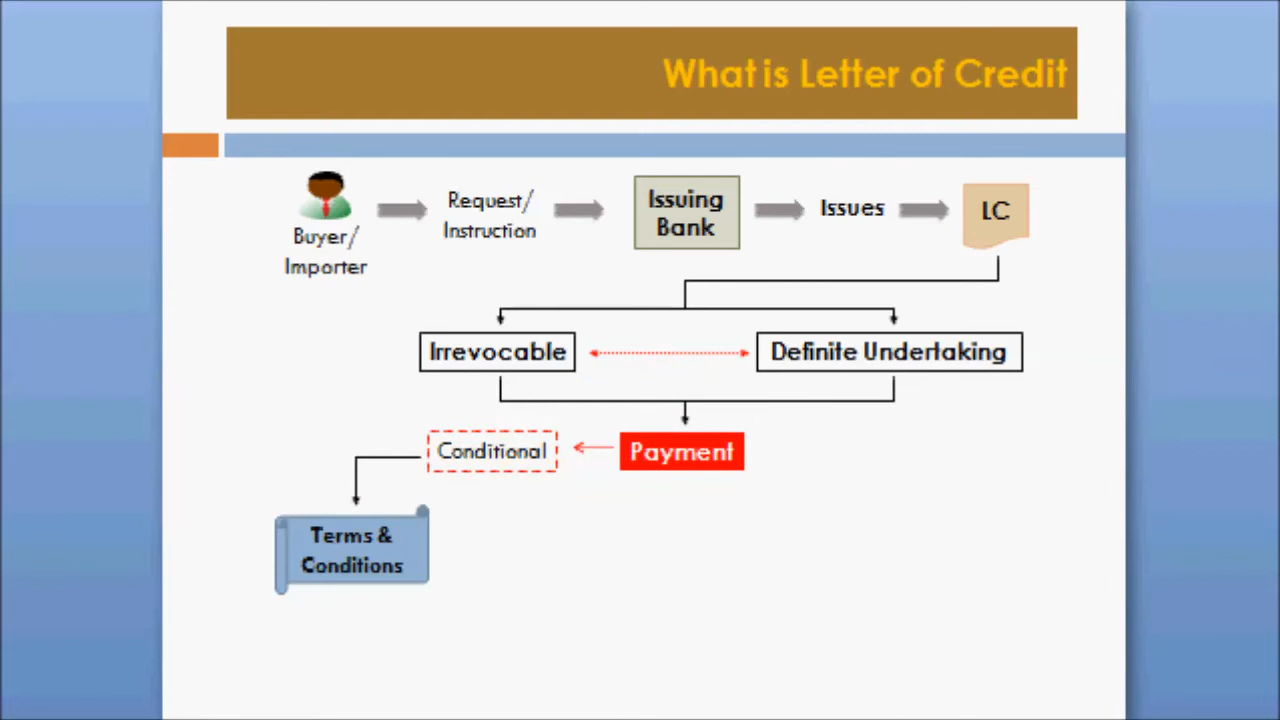 What is Letter of Credit
Buyer/
Importer
Request/
Instruction
Issuing
Bank
Issues
LC
Irrevocable
Definite Undertaking
Conditional
Payment
Terms &
Conditions